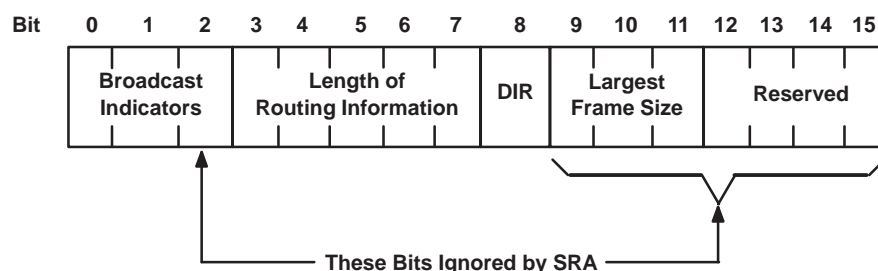 Bit 0 1 2 3 4 5 6 7 8 9 10 11 12 13 14 15
Broadcast Indicators
Length of Routing Information
DIR
Largest Frame Size
Reserved
These Bits Ignored by SRA